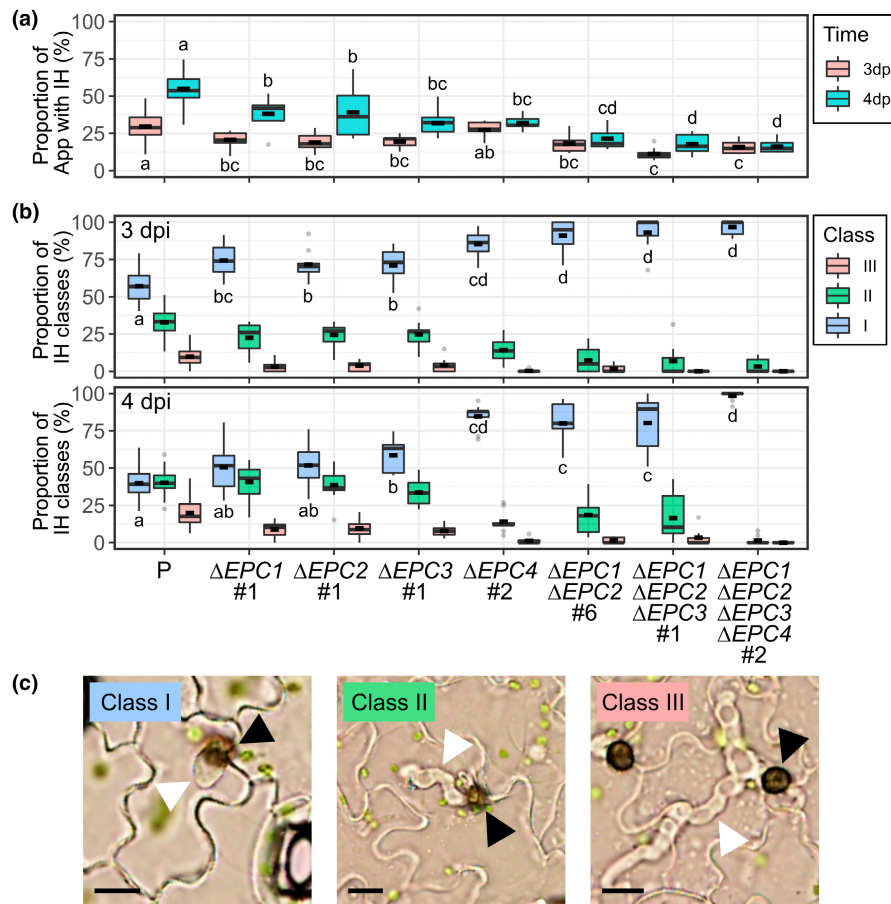 (a)
Proportion of
App with IH (%)
100
75
50
25
0
a
a
bc
b
bc
b
bc
bc
ab
bc
bc
cd
c
d
c
d
Time
3dp
4dp
(b)
Proportion of
IH classes (%)
100
75
50
25
0
3 dpi
a
bc
b
b
cd
d
d
d
Class
III
II
I
Proportion of
IH classes (%)
100
75
50
25
0
4 dpi
a
ab
ab
b
cd
c
c
d
P
ΔEPC1
#1
ΔEPC2
#1
ΔEPC3
#1
ΔEPC4
#2
ΔEPC1
ΔEPC2
#6
ΔEPC1
ΔEPC2
ΔEPC3
#1
ΔEPC1
ΔEPC2
ΔEPC3
ΔEPC4
#2
(c)
Class I
Class II
Class III